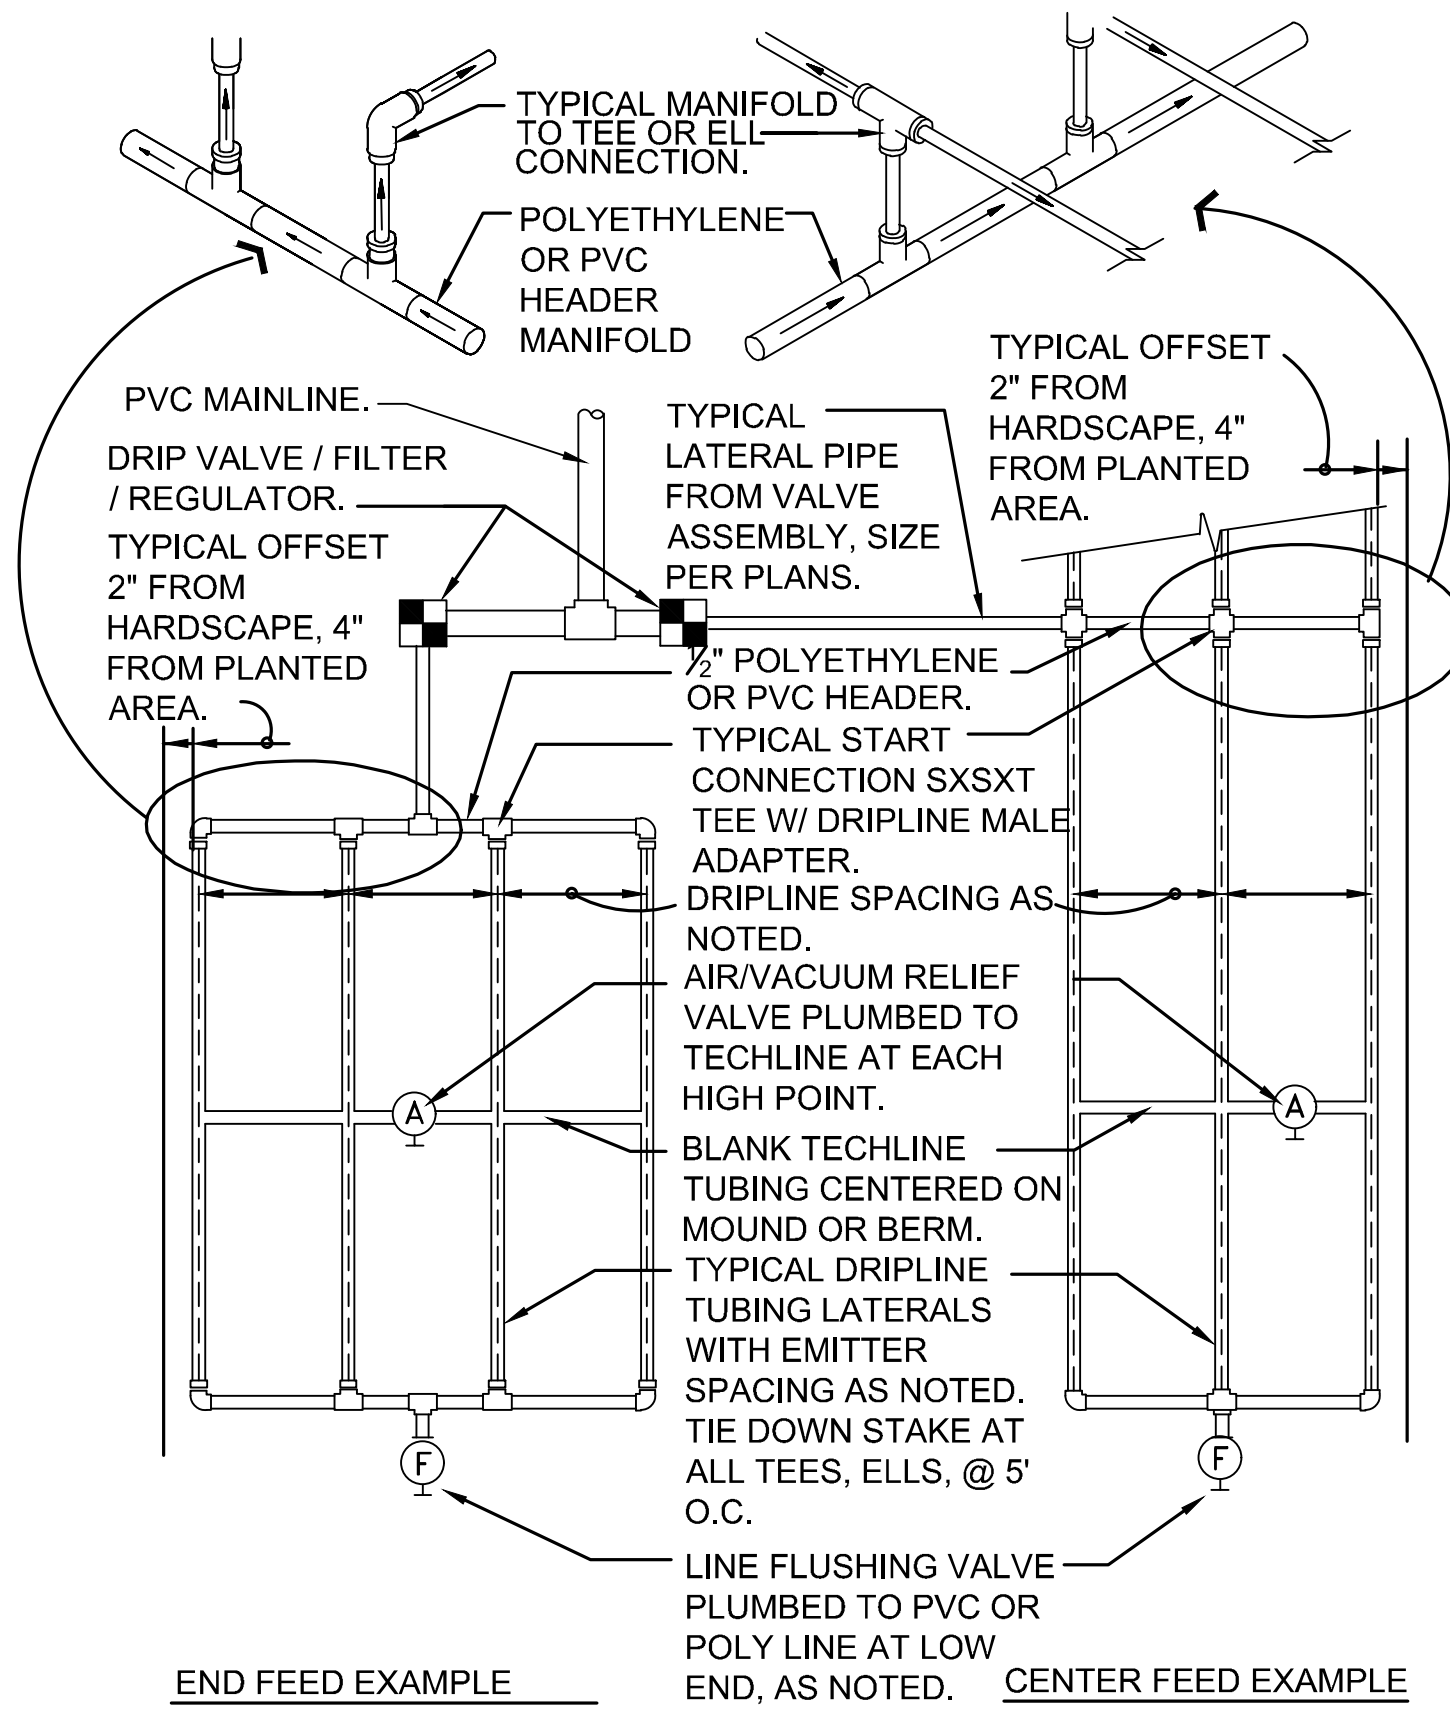 TYPICAL MANIFOLD
TO TEE OR ELL
CONNECTION.
POLYETHYLENE
OR PVC
HEADER
MANIFOLD
TYPICAL OFFSET
2" FROM
HARDSCAPE, 4"
FROM PLANTED
AREA.
PVC MAINLINE.
DRIP VALVE / FILTER
/ REGULATOR.
TYPICAL OFFSET
2" FROM
HARDSCAPE, 4"
FROM PLANTED
AREA.
TYPICAL
LATERAL PIPE
FROM VALVE
ASSEMBLY, SIZE
PER PLANS.
½" POLYETHYLENE
OR PVC HEADER.
TYPICAL START
CONNECTION SXSXT
TEE W/ DRIPLINE MALE
ADAPTER.
DRIPLINE SPACING AS
NOTED.
AIR/VACUUM RELIEF
VALVE PLUMBED TO
TECHLINE AT EACH
HIGH POINT.
A
A
BLANK TECHLINE
TUBING CENTERED ON
MOUND OR BERM.
TYPICAL DRIPLINE
TUBING LATERALS
WITH EMITTER
SPACING AS NOTED.
TIE DOWN STAKE AT
ALL TEES, ELLS, @ 5'
O.C.
F
F
LINE FLUSHING VALVE
PLUMBED TO PVC OR
POLY LINE AT LOW
END, AS NOTED.
END FEED EXAMPLE
CENTER FEED EXAMPLE